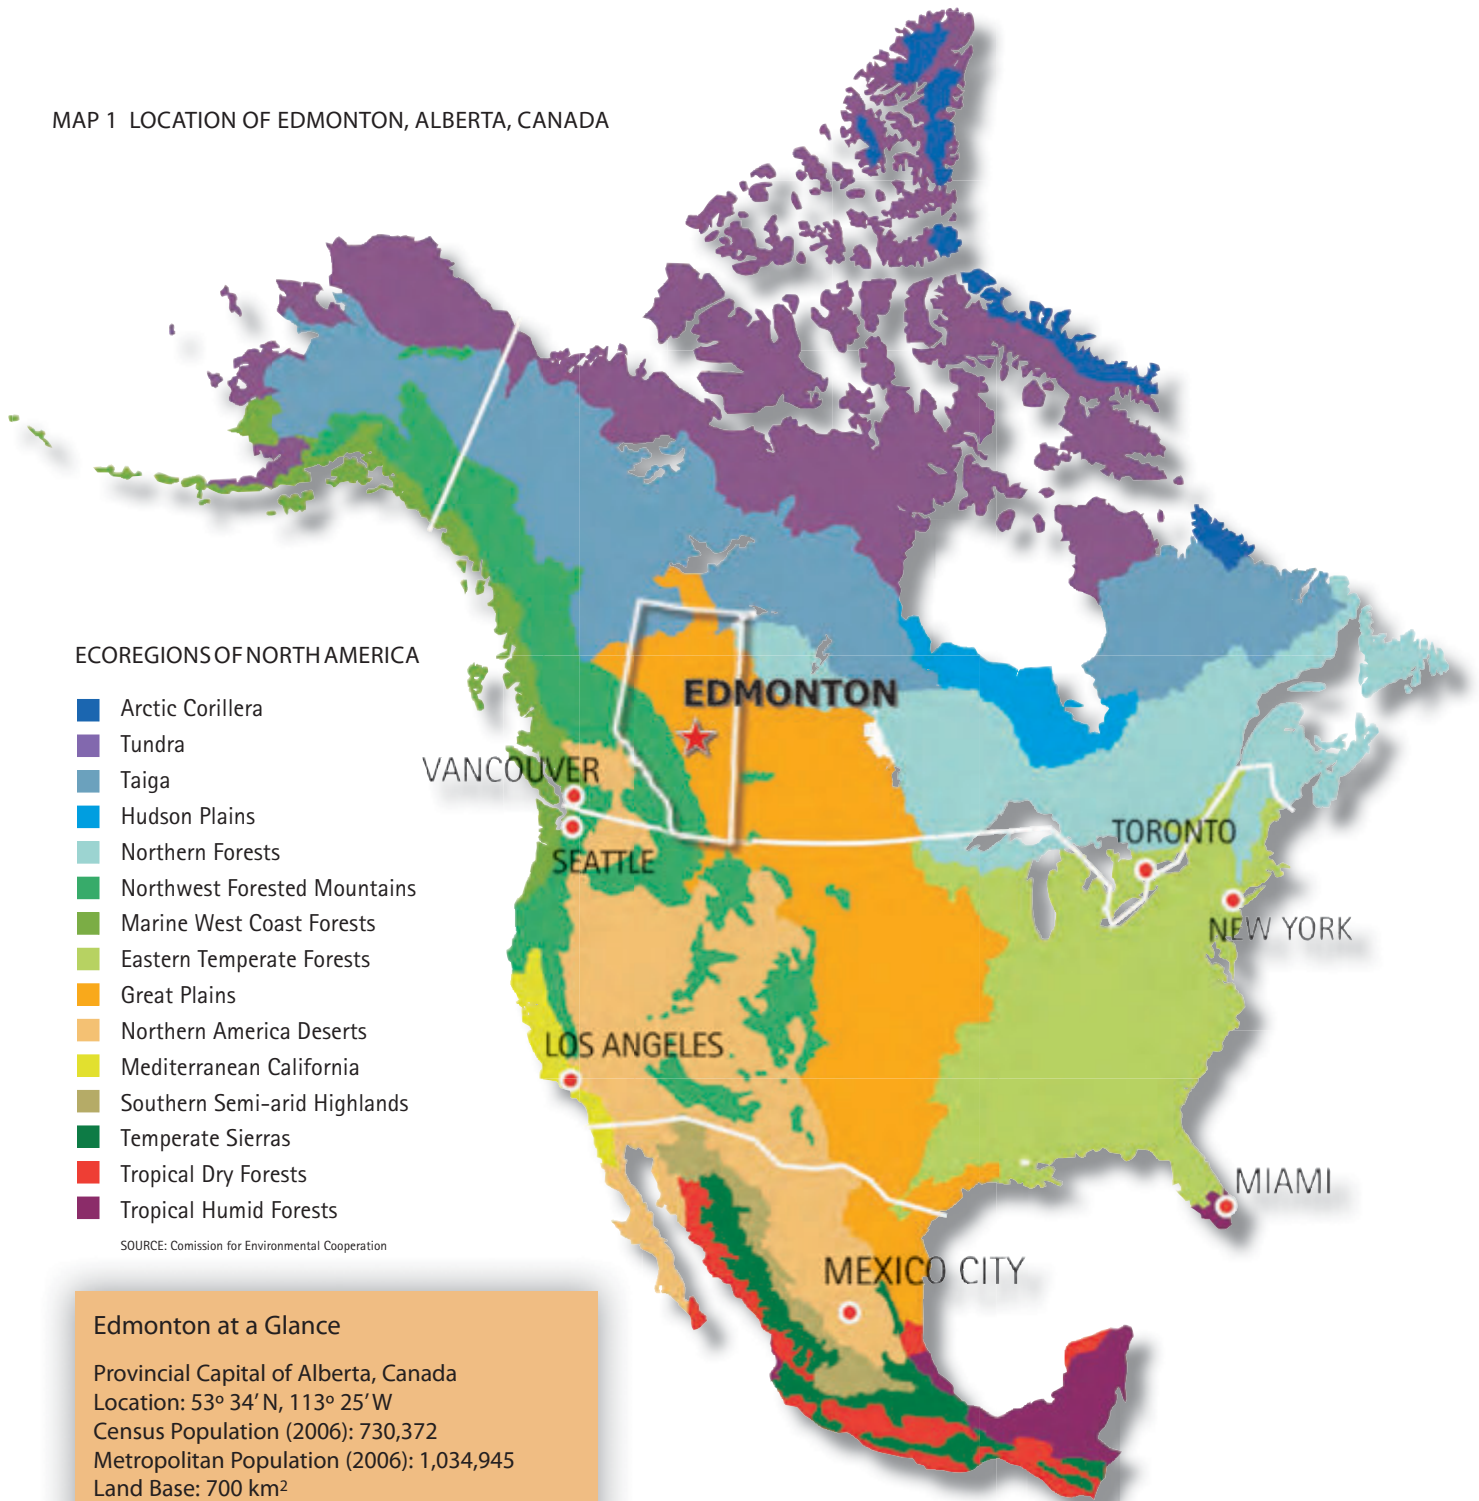 MAP 1 LOCATION OF EDMONTON, ALBERTA, CANADA
ECOREGIONS OF NORTH AMERICA
Arctic Corillera
Tundra
Taiga
Hudson Plains
Northern Forests
Northwest Forested Mountains
Marine West Coast Forests
Eastern Temperate Forests
Great Plains
Northern America Deserts
Mediterranean California
Southern Semi-arid Highlands
Temperate Sierras
Tropical Dry Forests
Tropical Humid Forests
SOURCE: Comission for Environmental Cooperation
EDMONTON
VANCOUVER
SEATTLE
TORONTO
NEW YORK
LOS ANGELES
MIAMI
MEXICO CITY
Edmonton at a Glance
Provincial Capital of Alberta, Canada
Location: 53º 34’ N, 113º 25’ W
Census Population (2006): 730,372
Metropolitan Population (2006): 1,034,945
Land Base: 700 km²